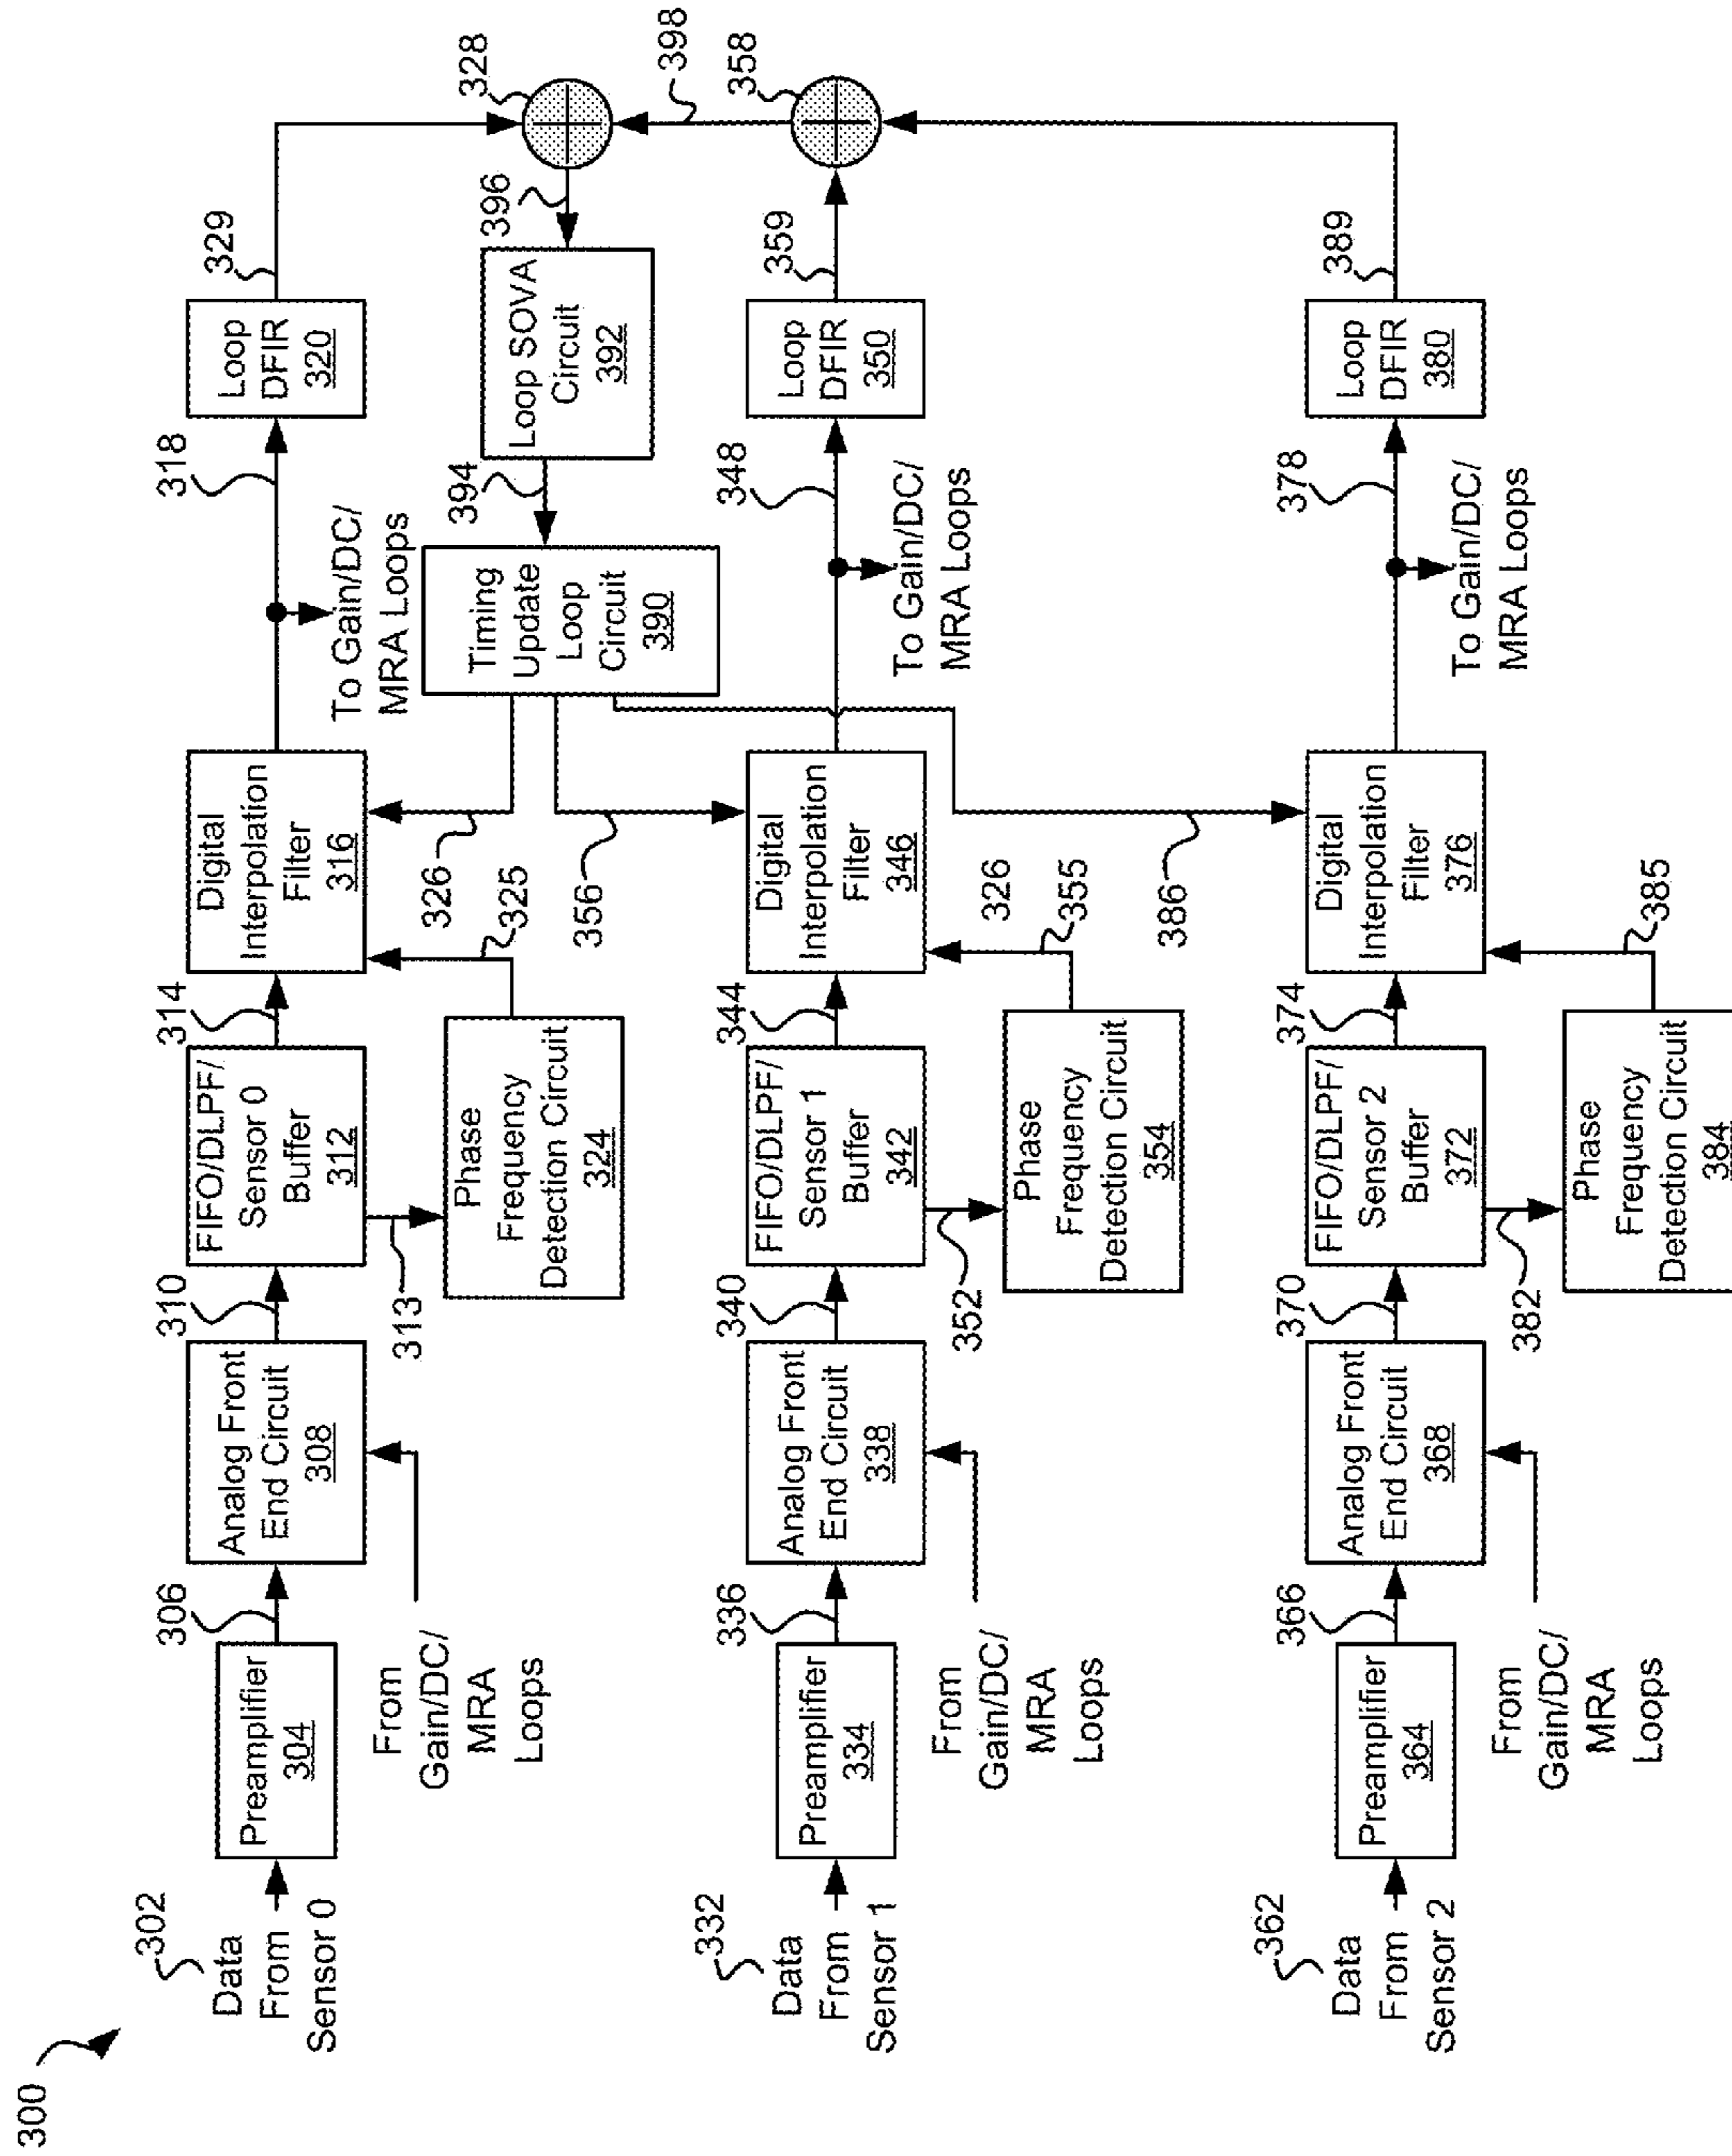 300
302
Data
From
Sensor 0
Preamplifier
304
306
From
Gain/DC/
MRA
Loops
Analog Front
End Circuit
308
310
FIFO/DLPF/
Sensor 0
Buffer
312
313
Phase
Frequency
Detection Circuit
324
314
Digital
Interpolation
Filter
316
326
325
318
To Gain/DC/
MRA Loops
Loop
DFIR
320
329
328
Timing
Update
Loop
Circuit
390
394
Loop SOVA
Circuit
392
396
398
332
Data
From
Sensor 1
Preamplifier
334
336
From
Gain/DC/
MRA
Loops
Analog Front
End Circuit
338
340
FIFO/DLPF/
Sensor 1
Buffer
342
352
Phase
Frequency
Detection Circuit
354
344
356
Digital
Interpolation
Filter
346
326
355
348
To Gain/DC/
MRA Loops
Loop
DFIR
350
359
358
362
Data
From
Sensor 2
Preamplifier
364
366
From
Gain/DC/
MRA
Loops
Analog Front
End Circuit
368
370
FIFO/DLPF/
Sensor 2
Buffer
372
382
Phase
Frequency
Detection Circuit
384
374
386
Digital
Interpolation
Filter
376
385
378
To Gain/DC/
MRA Loops
Loop
DFIR
380
389